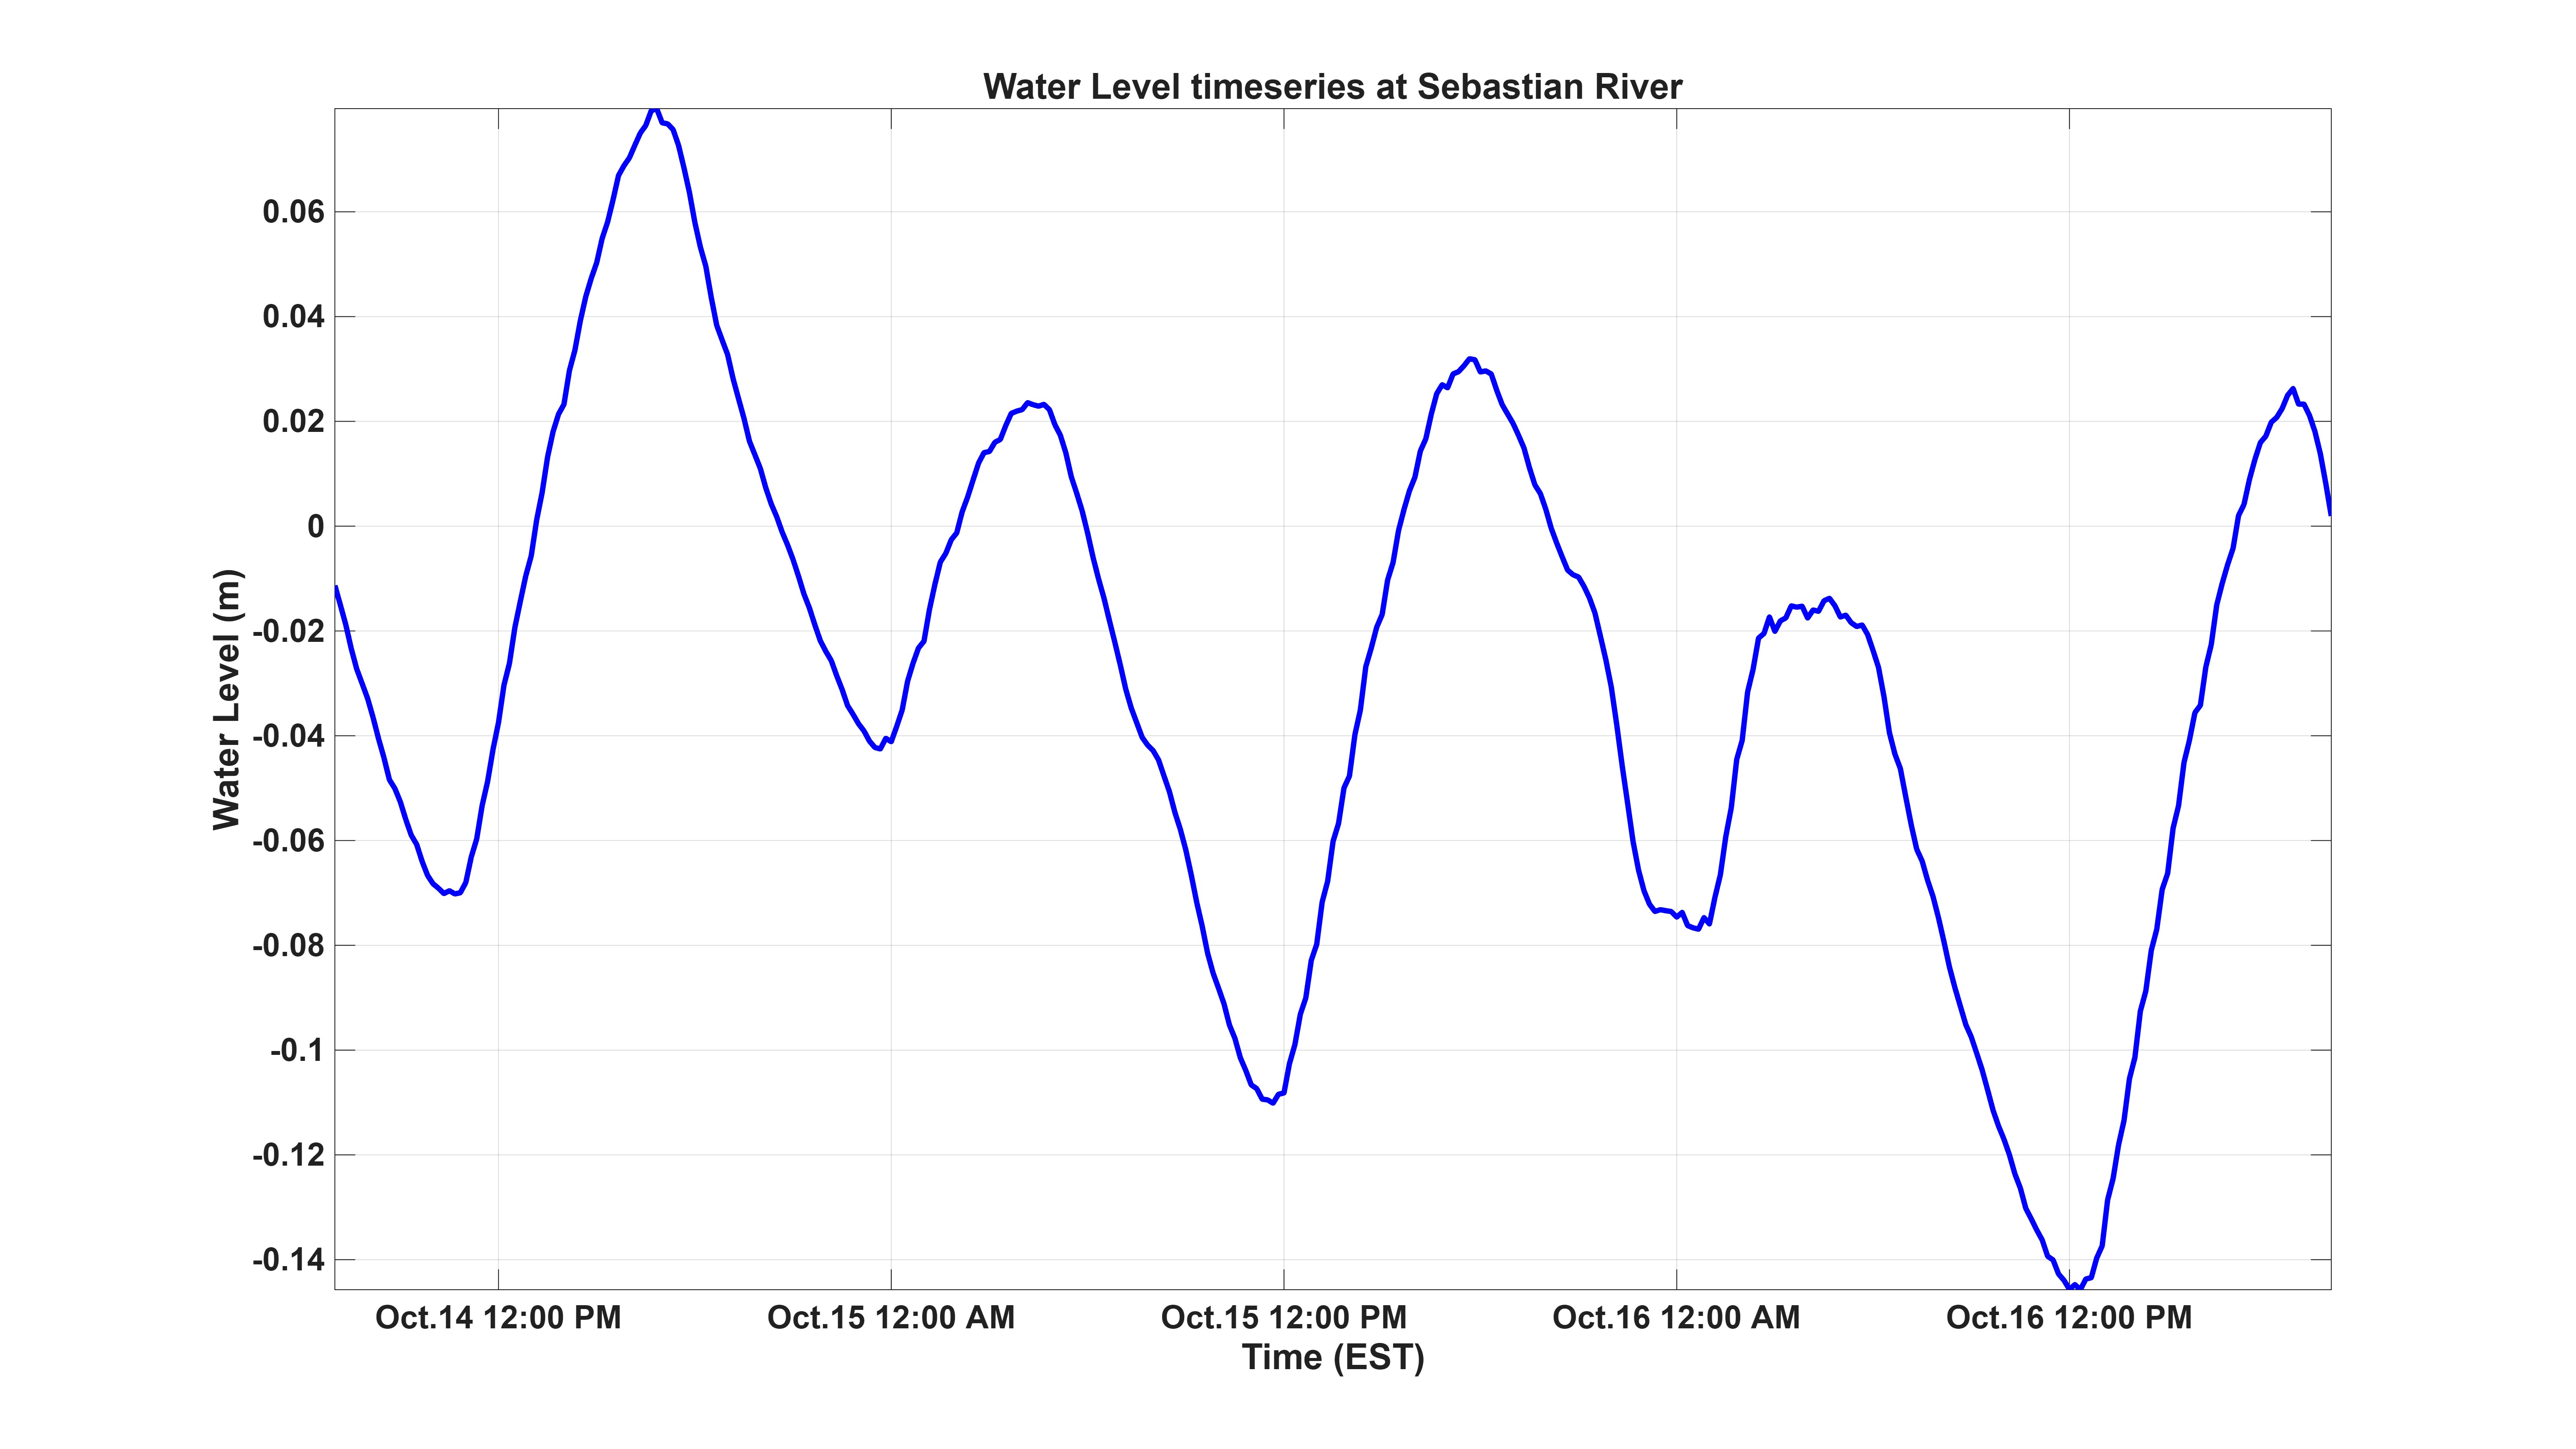 Water Level timeseries at Sebastian River
0.06
0.04
0.02
0
-0.02
-0.04
-0.06
-0.08
-0.1
-0.12
-0.14
Water Level (m)
Oct.14 12:00 PM
Oct.15 12:00 AM
Oct.15 12:00 PM
Oct.16 12:00 AM
Oct.16 12:00 PM
Time (EST)